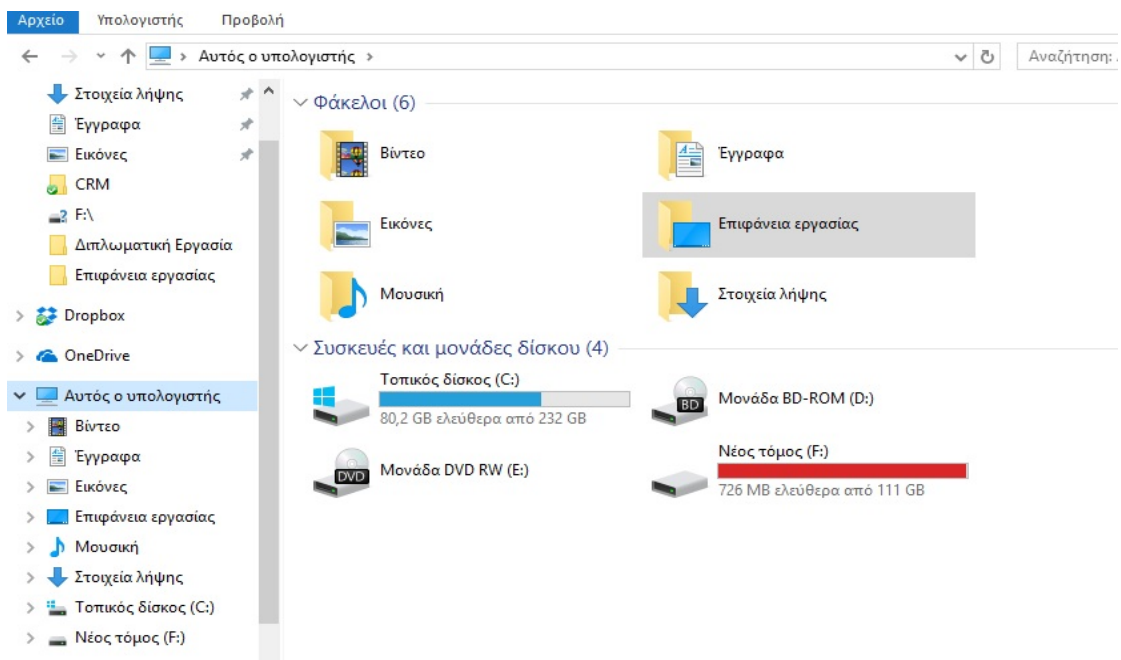 Αρχείο Υπολογιστής Προβολή
Αυτός ο υπολογιστής
Αναζήτηση:
Στοιχεία λήψης
Έγγραφα
Εικόνες
CRM
F:\
Διπλωματική Εργασία
Επιφάνεια εργασίας
Dropbox
OneDrive
Αυτός ο υπολογιστής
Βίντεο
Έγγραφα
Εικόνες
Επιφάνεια εργασίας
Μουσική
Στοιχεία λήψης
Τοπικός δίσκος (C:)
Νέος τόμος (F:)
Φάκελοι (6)
Βίντεο
Έγγραφα
Εικόνες
Επιφάνεια εργασίας
Μουσική
Στοιχεία λήψης
Συσκευές και μονάδες δίσκου (4)
Τοπικός δίσκος (C:)
80,2 GB ελεύθερα από 232 GB
BD
Μονάδα BD-ROM (D:)
DVD
Μονάδα DVD RW (E:)
Νέος τόμος (F:)
726 MB ελεύθερα από 111 GB